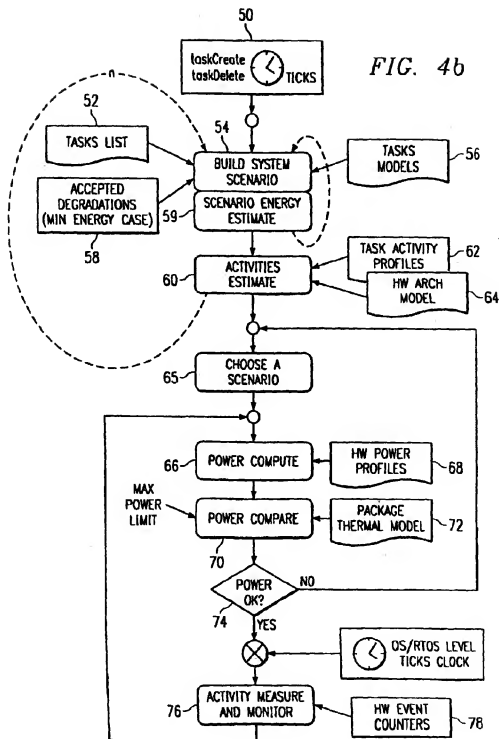 50
taskCreate
taskDelete
TICKS
FIG. 4b
52
TASKS LIST
54
BUILD SYSTEM
SCENARIO
TASKS
MODELS
56
ACCEPTED
DEGRADATIONS
(MIN ENERGY CASE)
58
59
SCENARIO ENERGY
ESTIMATE
60
ACTIVITIES
ESTIMATE
TASK ACTIVITY
PROFILES
62
HW ARCH
MODEL
64
65
CHOOSE A
SCENARIO
66
POWER COMPUTE
HW POWER
PROFILES
68
MAX
POWER
LIMIT
POWER COMPARE
70
PACKAGE
THERMAL MODEL
72
POWER
OK?
74
NO
YES
OS/RTOS LEVEL
TICKS CLOCK
76
ACTIVITY MEASURE
AND MONITOR
HW EVENT
COUNTERS
78